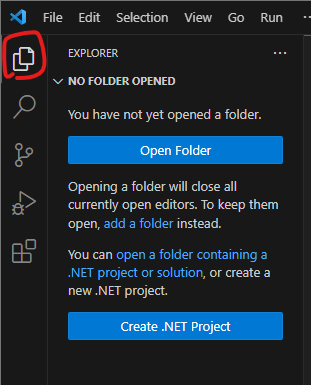 File Edit Selection View Go Run
EXPLORER
NO FOLDER OPENED
You have not yet opened a folder.
Open Folder
Opening a folder will close all
currently open editors. To keep them
open, add a folder instead.
You can open a folder containing a
.NET project or solution, or create a
new .NET project.
Create .NET Project